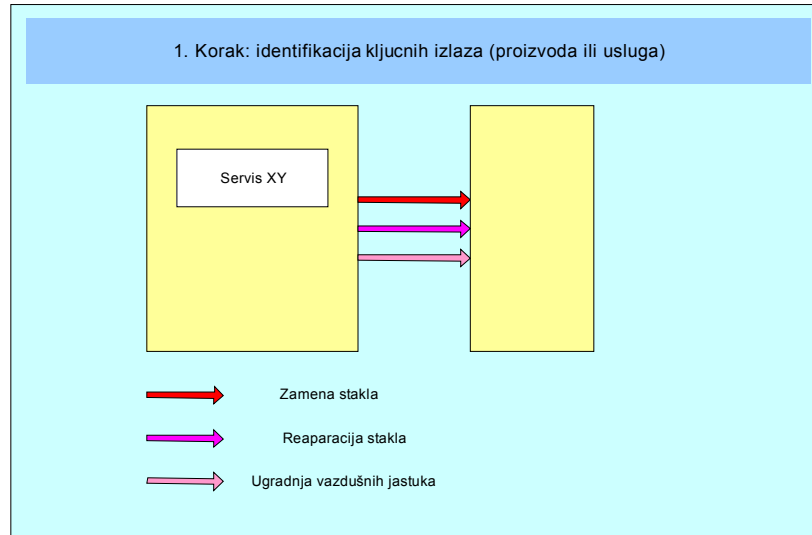 1. Korak: identifikacija kljucnih izlaza (proizvoda ili usluga)
Servis XY
Zamena stakla
Reaparacija stakla
Ugradnja vazdušnih jastuka